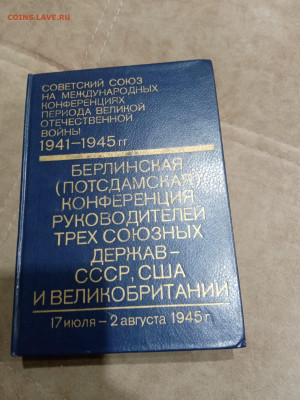 COINS.LAVE.RU
СОВЕТСКИЙ СОЮЗ
НА МЕЖДУНАРОДНЫХ
КОНФЕРЕНЦИЯХ
ПЕРИОДА ВЕЛИКОЙ
ОТЕЧЕСТВЕННОЙ
ВОЙНЫ
1941—1945 гг
БЕРЛИНСКАЯ
(ПОТСДАМСКАЯ)
КОНФЕРЕНЦИЯ
РУКОВОДИТЕЛЕЙ
ТРЕХ СОЮЗНЫХ
ДЕРЖАВ—
СССР, США
И ВЕЛИКОБРИТАНИИ
17 июля — 2 августа 1945 г.